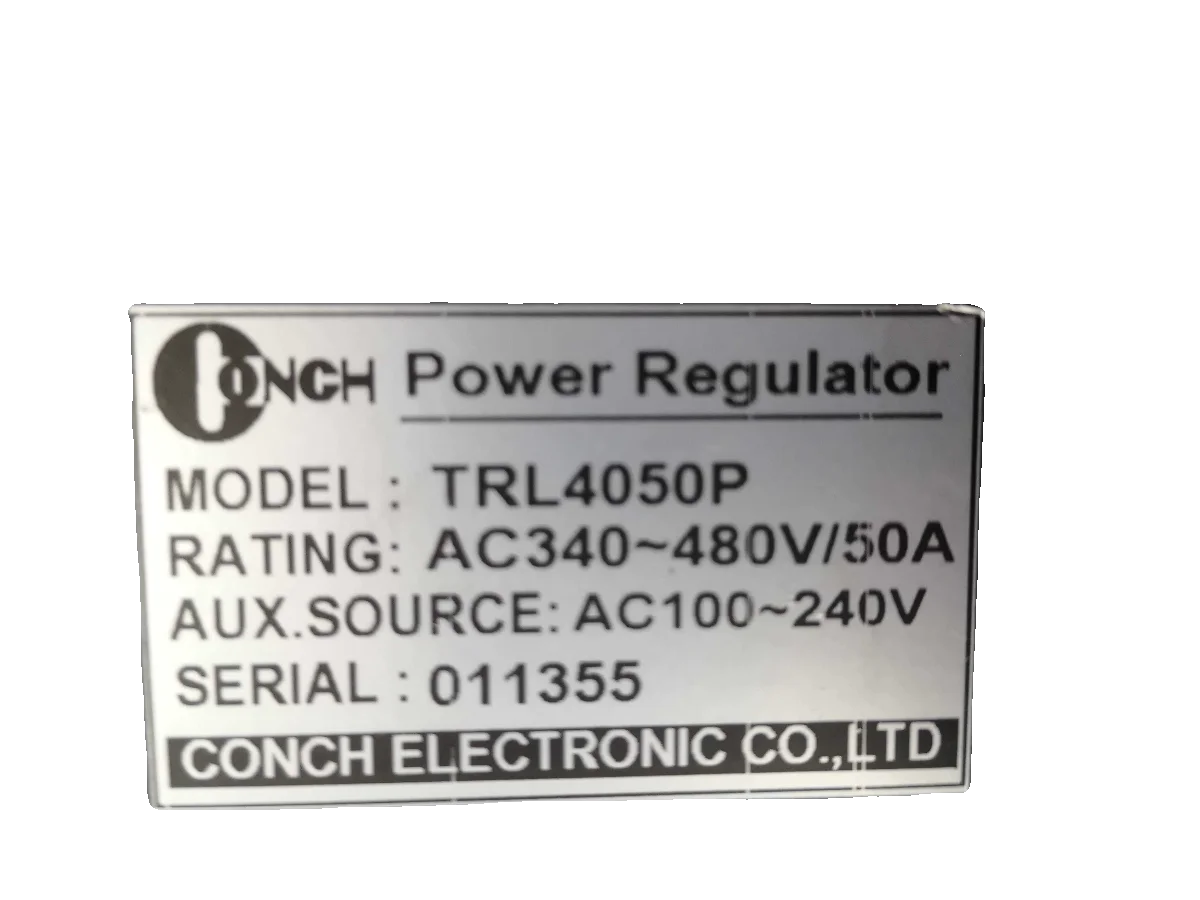 CONCH Power Regulator
MODEL : TRL4050P
RATING: AC340~480V/50A
AUX.SOURCE: AC100~240V
SERIAL : 011355
CONCH ELECTRONIC CO.,LTD